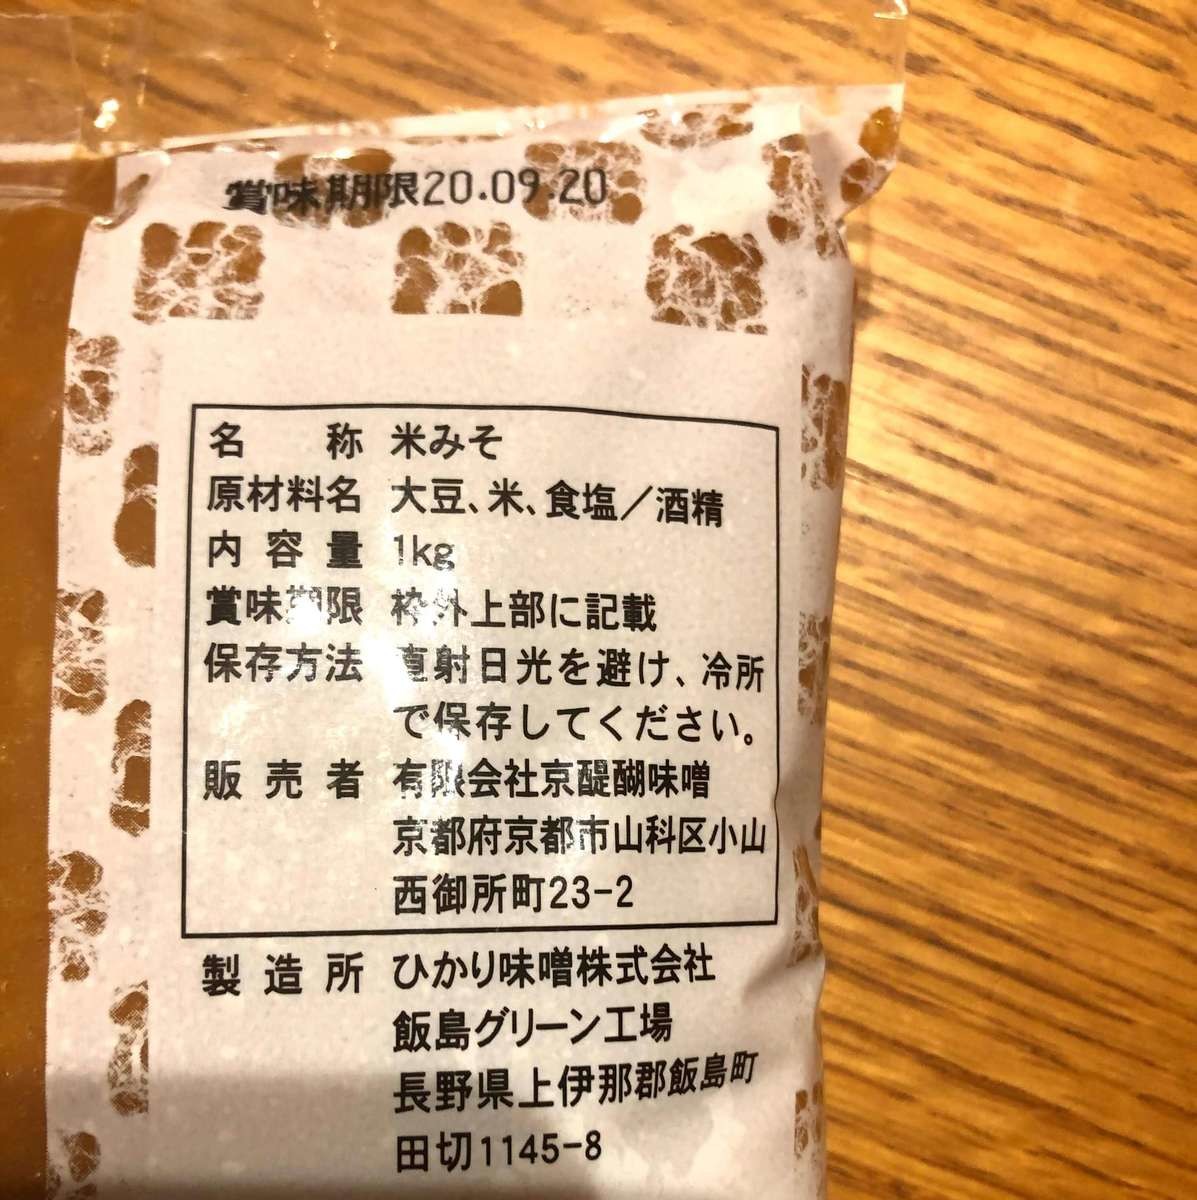 賞味期限20.09.20
名称 米みそ
原材料名 大豆、米、食塩／酒精
内容量 1kg
賞味期限 枠外上部に記載
保存方法 直射日光を避け、冷所
で保存してください。
販売者 有限会社京醍醐味噌
京都府京都市山科区小山
西御所町23-2
製造所 ひかり味噌株式会社
飯島グリーン工場
長野県上伊那郡飯島町
田切1145-8